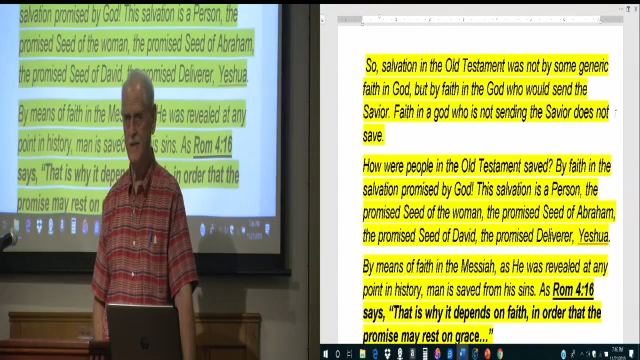 salvation promised by God! This salvation is a Person, the
promised Seed of the woman, the promised Seed of Abraham,
the promised Seed of David, the promised Deliverer, Yeshua.
By means of faith in the Mess He was revealed at any
point in history, man is saved his sins. As Rom 4:16
says, "That is why it depends on in order that the
promise may rest on
So, salvation in the Old Testament was not by some generic
faith in God, but by faith in the God who would send the
Savior. Faith in a god who is not sending the Savior does not
save.
How were people in the Old Testament saved? By faith in the
salvation promised by God! This salvation is a Person, the
promised Seed of the woman, the promised Seed of Abraham,
the promised Seed of David, the promised Deliverer, Yeshua.
By means of faith in the Messiah, as He was revealed at any
point in history, man is saved from his sins. As Rom 4:16
says, "That is why it depends on faith, in order that the
promise may rest on grace..."